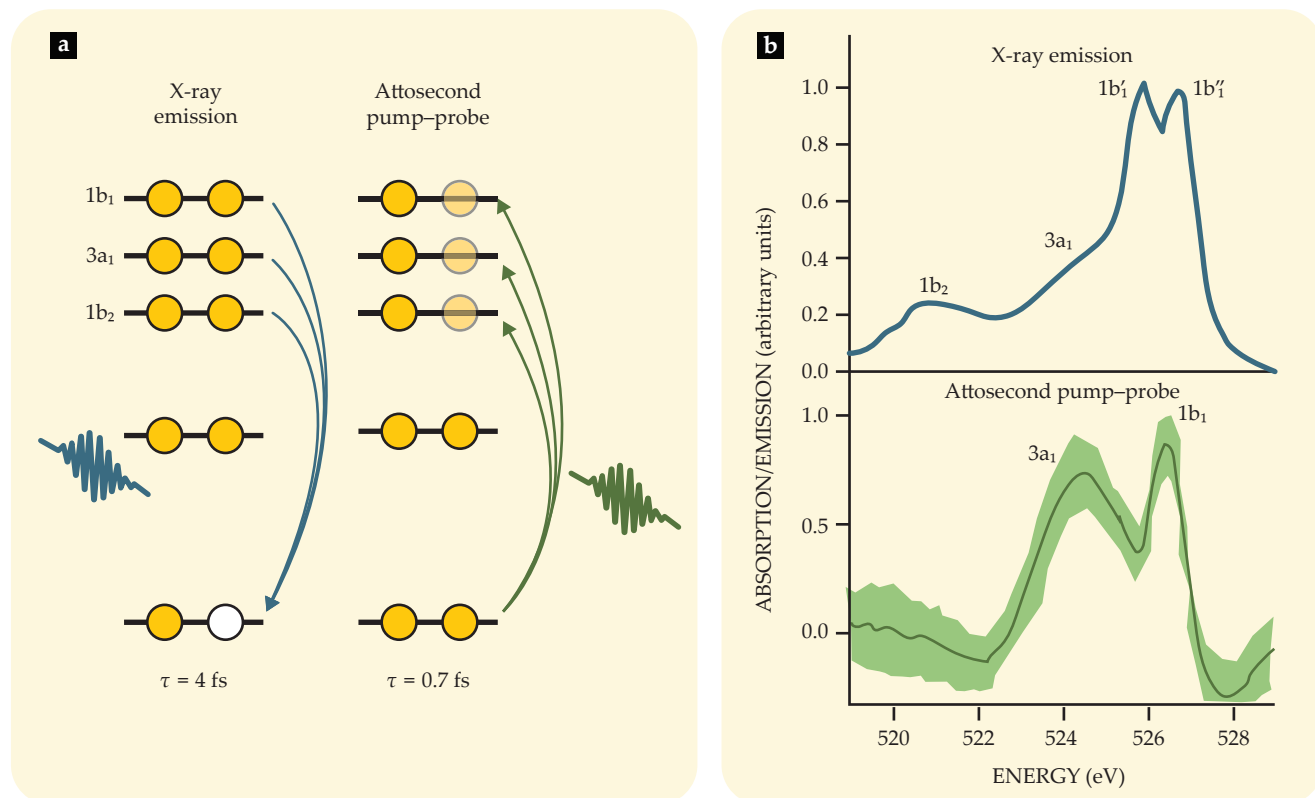 a
X-ray
emission
Attosecond
pump–probe
1b₁
3a₁
1b₂
τ = 4 fs
τ = 0.7 fs
b
X-ray emission
1b′₁
1b″₁
3a₁
1b₂
1.0
0.8
0.6
0.4
0.2
0.0
Attosecond pump–probe
1b₁
3a₁
1.0
0.5
0.0
ABSORPTION/EMISSION (arbitrary units)
520 522 524 526 528
ENERGY (eV)